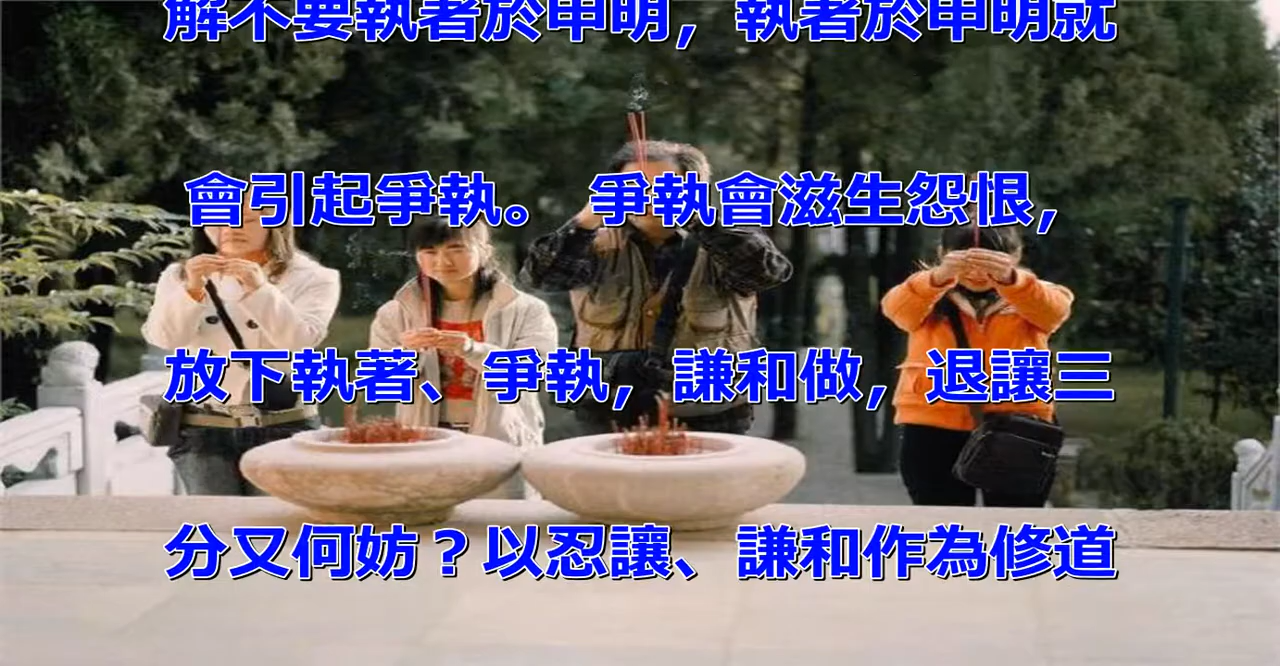 解不要執著於申明，執著於申明就
會引起爭執。 爭執會滋生怨恨，
放下執著、爭執，謙和做，退讓三
分又何妨？以忍讓、謙和作為修道